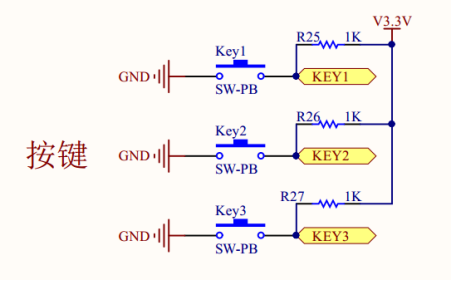 V3.3V
R25 1K
Key1
GND KEY1
SW-PB
R26 1K
Key2
按键 GND KEY2
SW-PB
R27 1K
Key3
GND KEY3
SW-PB